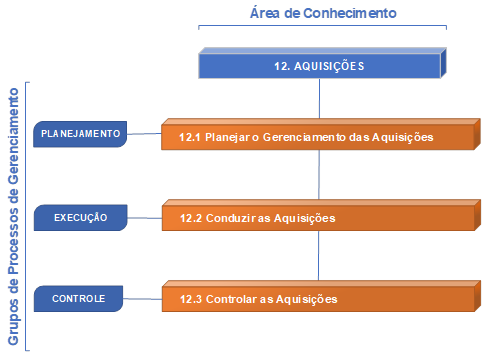 Área de Conhecimento
12. AQUISIÇÕES
Grupos de Processos de Gerenciamento
PLANEJAMENTO
12.1 Planejar o Gerenciamento das Aquisições
EXECUÇÃO
12.2 Conduzir as Aquisições
CONTROLE
12.3 Controlar as Aquisições